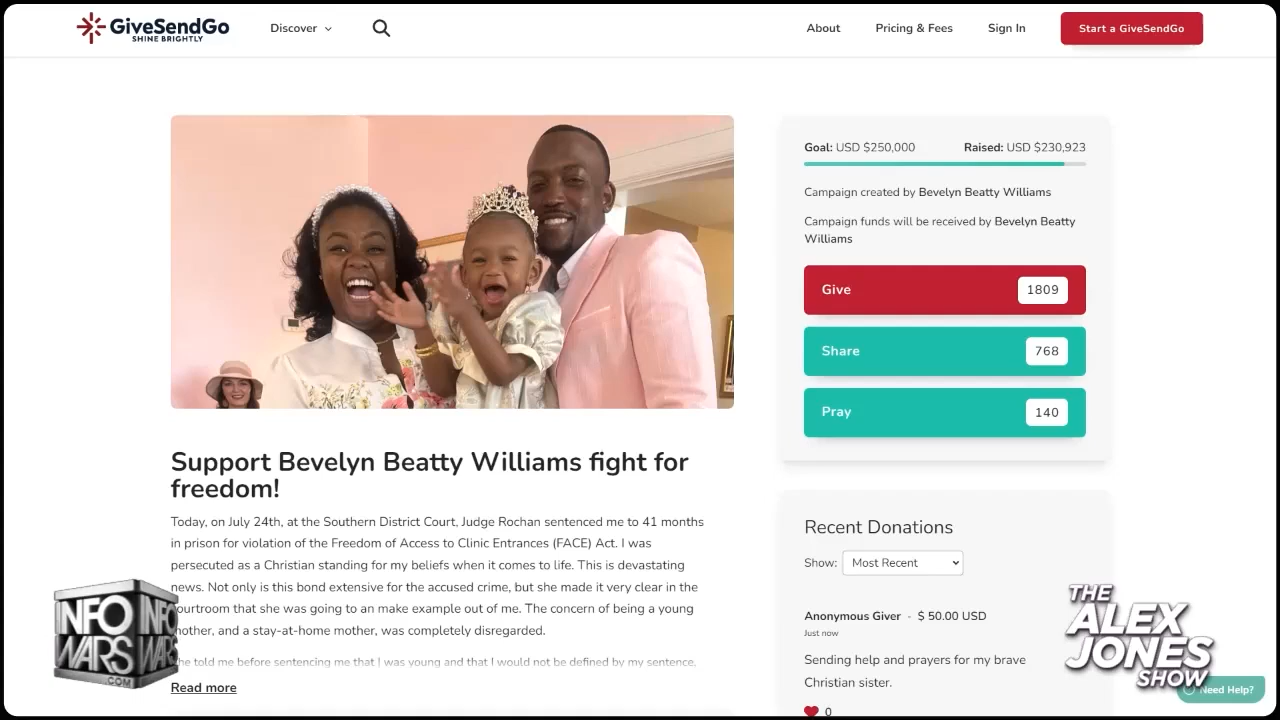 GiveSendGo
SHINE BRIGHTLY
Discover
About
Pricing & Fees
Sign In
Start a GiveSendGo
Goal: USD $250,000
Raised: USD $230,923
Campaign created by Bevelyn Beatty Williams
Campaign funds will be received by Bevelyn Beatty
Williams
Give 1809
Share 768
Pray 140
Support Bevelyn Beatty Williams fight for
freedom!
Today, on July 24th, at the Southern District Court, Judge Rochan sentenced me to 41 months
in prison for violation of the Freedom of Access to Clinic Entrances (FACE) Act. I was
persecuted as a Christian standing for my beliefs when it comes to life. This is devastating
news. Not only is this bond extensive for the accused crime, but she made it very clear in the
courtroom that she was going to an make example out of me. The concern of being a young
mother, and a stay-at-home mother, was completely disregarded.
She told me before sentencing me that I was young and that I would not be defined by my sentence.
Read more
Recent Donations
Show: Most Recent
Anonymous Giver - $ 50.00 USD
Just now
Sending help and prayers for my brave
Christian sister.
0
INFO INFO
WARS WARS
.COM
THE
ALEX
JONES
SHOW
Need Help?